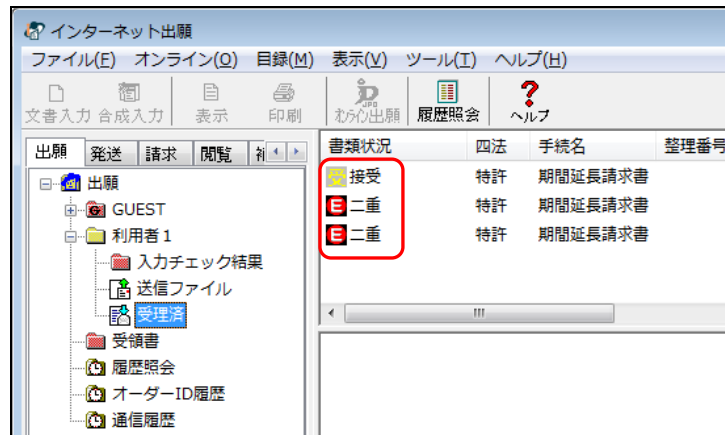 インターネット出願
ファイル(F) オンライン(O) 目録(M) 表示(V) ツール(T) ヘルプ(H)
文書入力 合成入力 表示 印刷 オンライン出願 履歴照会 ヘルプ
出願 発送 請求 閲覧
書類状況 四法 手続名 整理番号
出願
GUEST
利用者1
入力チェック結果
送信ファイル
受理済
受領書
履歴照会
オーダーID履歴
通信履歴
受 接受 特許 期間延長請求書
E 二重 特許 期間延長請求書
E 二重 特許 期間延長請求書